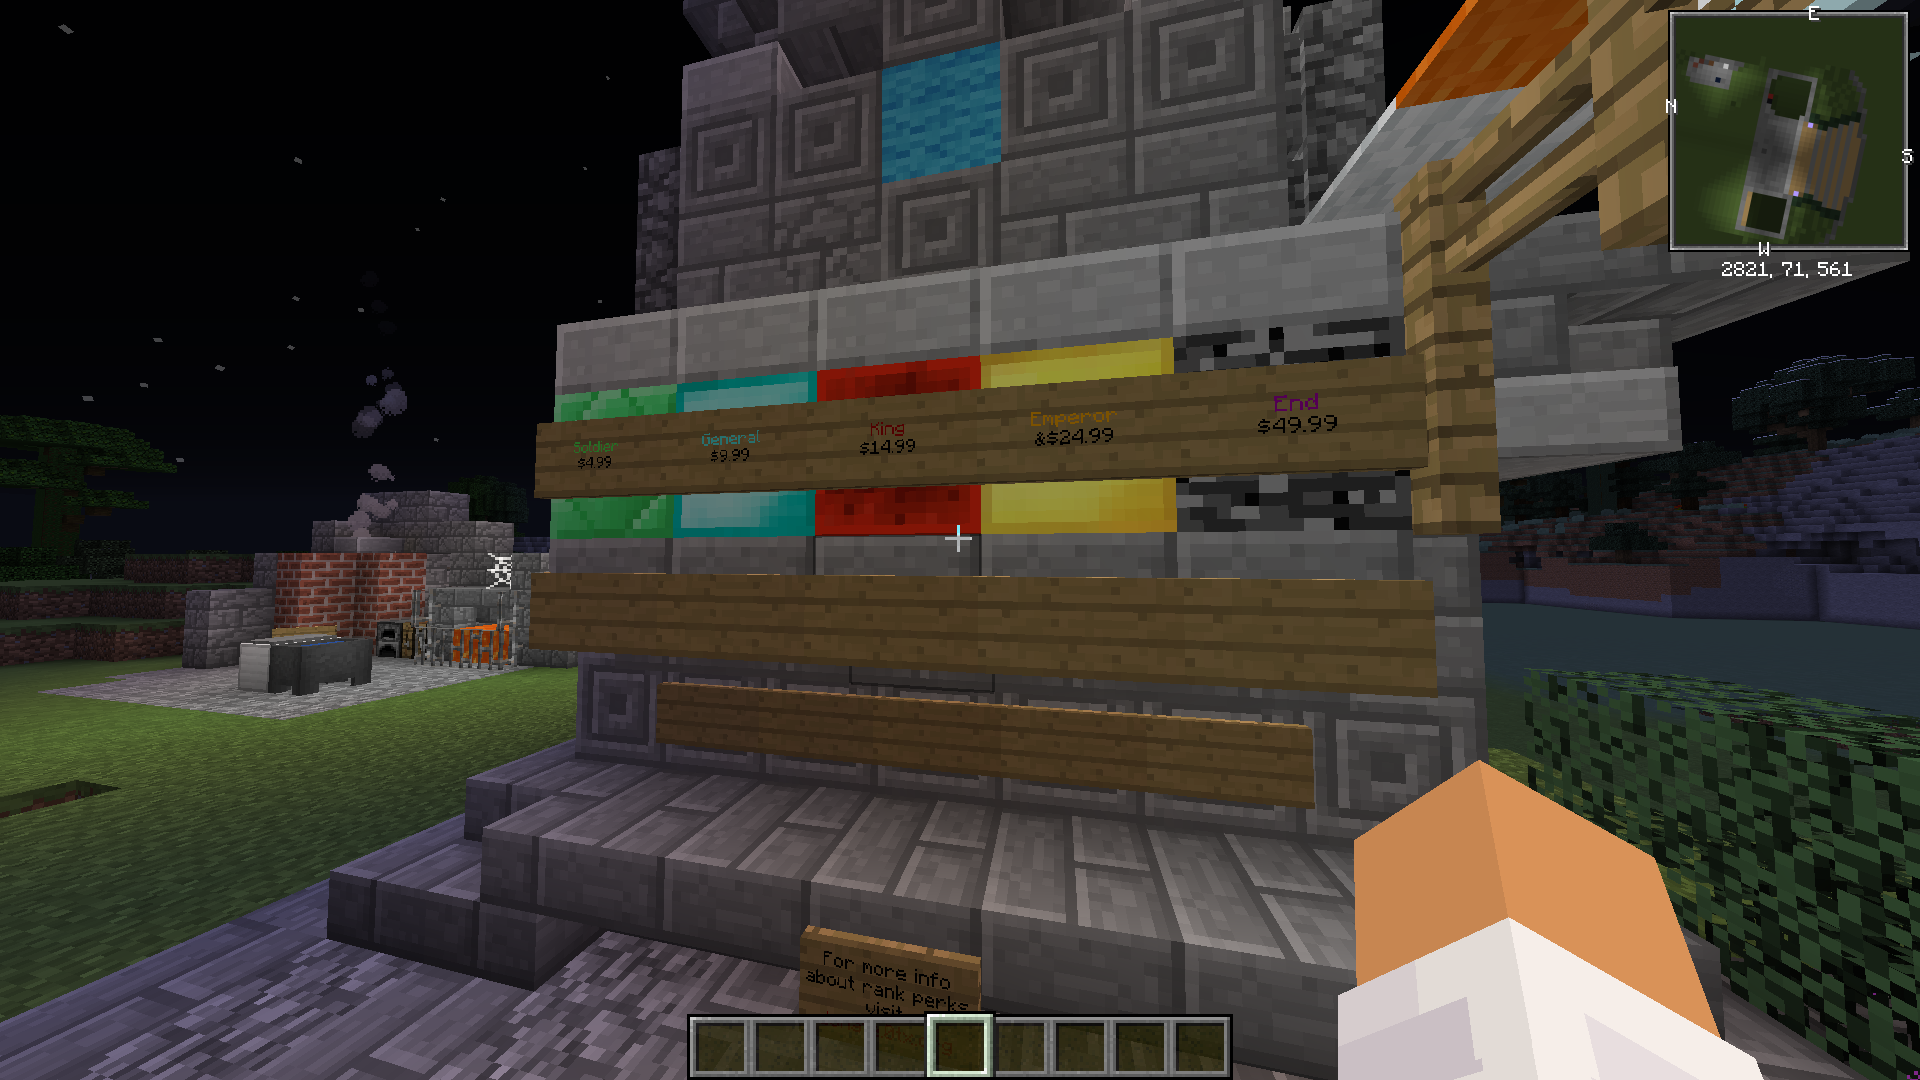 E
N
S
W
2821, 71, 561
Soldier
$4.99
General
$9.99
King
$14.99
Emperor
&$24.99
End
$49.99
For more info
about rank perks
visit